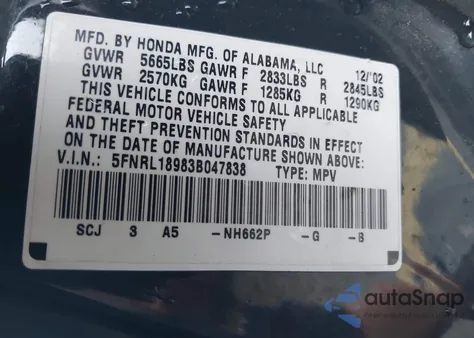 MFD. BY HONDA MFG. OF ALABAMA, LLC 12/'02
GVWR 5665LBS GAWR F 2833LBS R 2845LBS
GVWR 2570KG GAWR F 1285KG R 1290KG
THIS VEHICLE CONFORMS TO ALL APPLICABLE
FEDERAL MOTOR VEHICLE SAFETY
AND THEFT PREVENTION STANDARDS IN EFFECT
ON THE DATE OF MANUFACTURE SHOWN ABOVE.
V.I.N.: 5FNRL18983B047838 TYPE: MPV
SCJ 3 A5 -NH662P -G -B
autoSnap